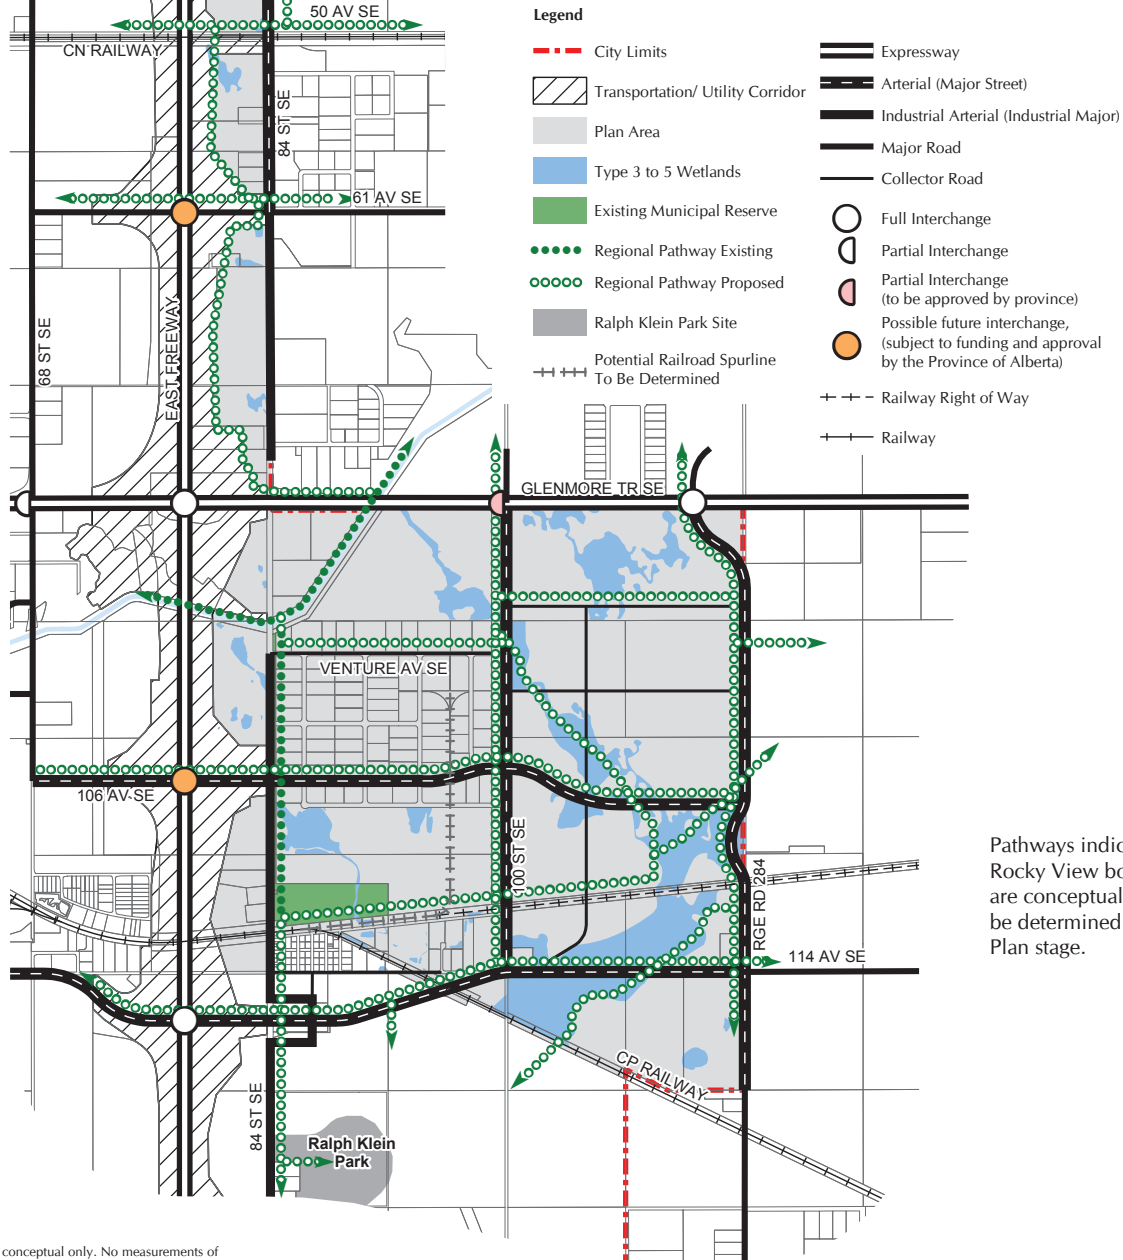 Legend
City Limits
Transportation/ Utility Corridor
Plan Area
Type 3 to 5 Wetlands
Existing Municipal Reserve
Regional Pathway Existing
Regional Pathway Proposed
Ralph Klein Park Site
Potential Railroad Spurline
To Be Determined
Expressway
Arterial (Major Street)
Industrial Arterial (Industrial Major)
Major Road
Collector Road
Full Interchange
Partial Interchange
Partial Interchange
(to be approved by province)
Possible future interchange,
(subject to funding and approval
by the Province of Alberta)
Railway Right of Way
Railway
50 AV SE
CN RAILWAY
84 ST SE
61 AV SE
68 ST SE
EAST FREEWAY
GLENMORE TR SE
VENTURE AV SE
106 AV SE
100 ST SE
RGE RD 284
114 AV SE
CP RAILWAY
84 ST SE
Ralph Klein
Park
Pathways indic
Rocky View bo
are conceptual
be determined
Plan stage.
conceptual only. No measurements of